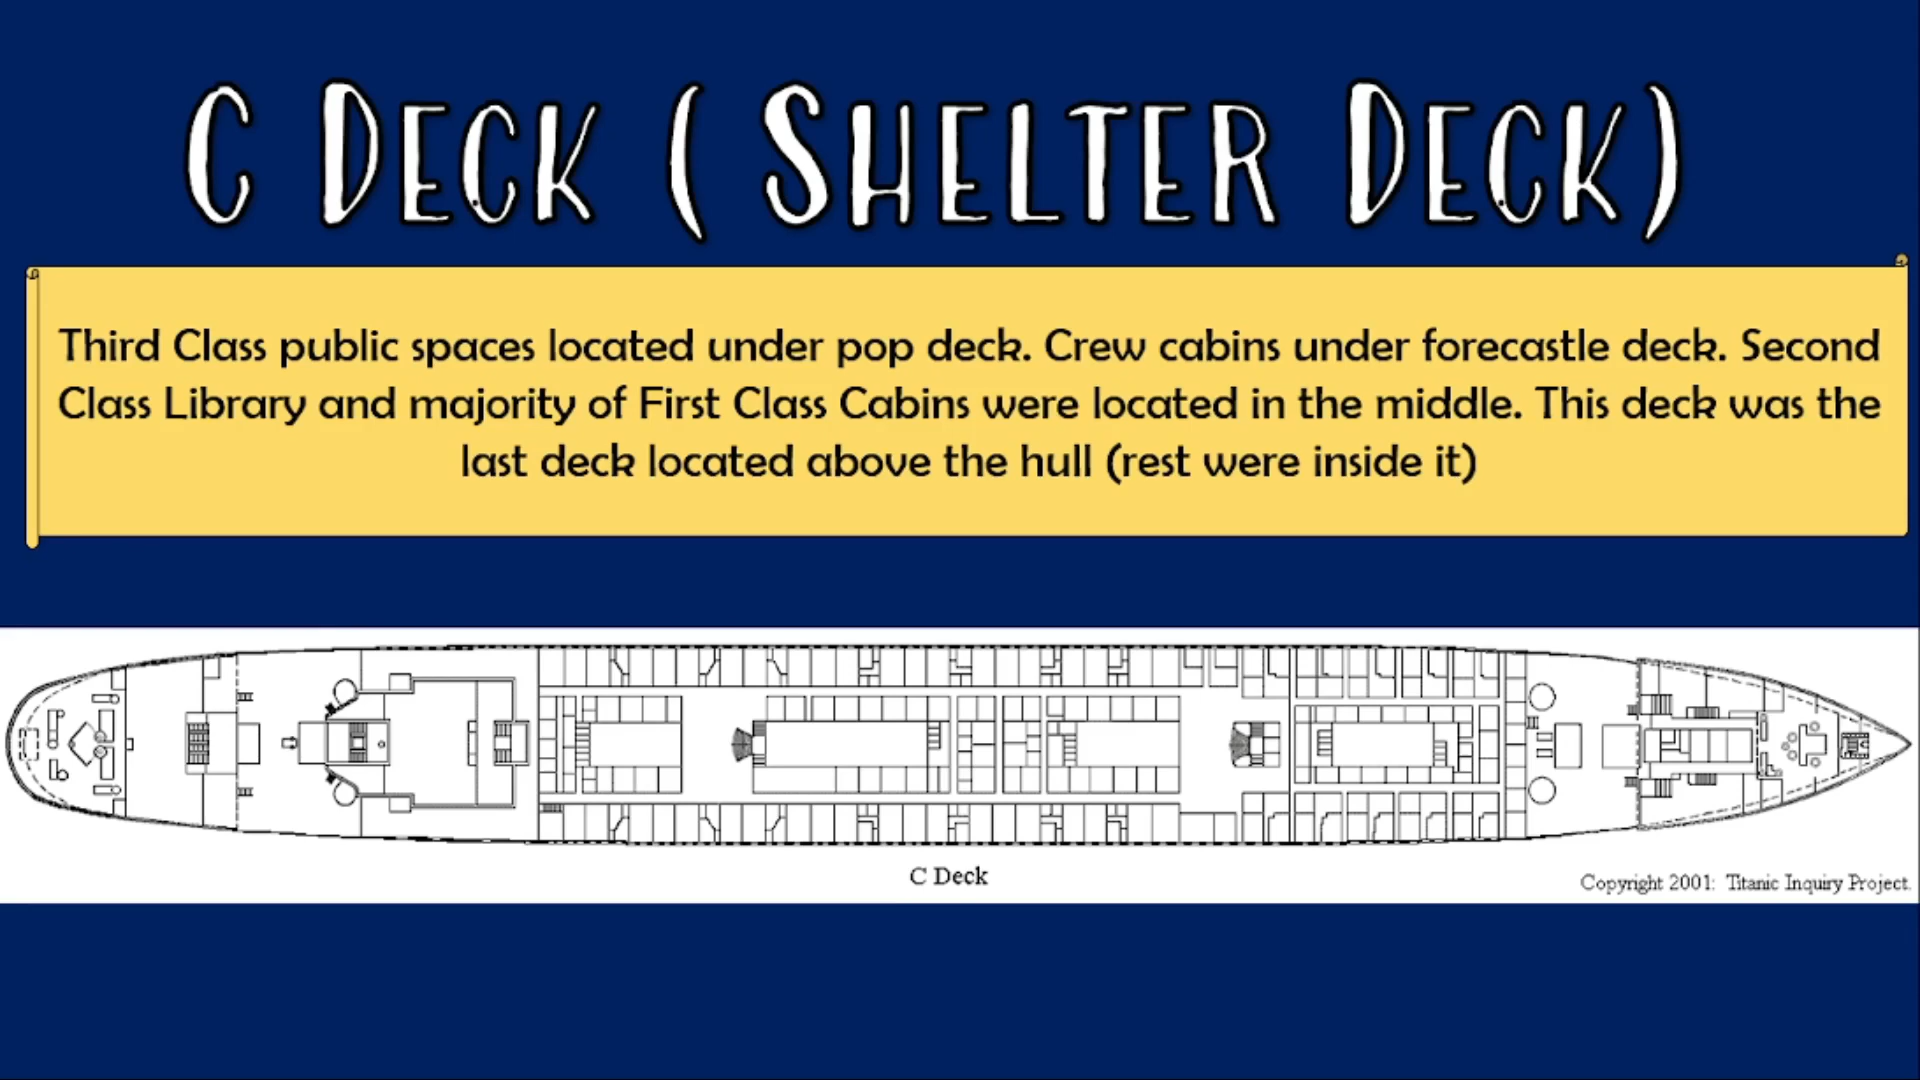 C Deck ( Shelter Deck)
Third Class public spaces located under pop deck. Crew cabins under forecastle deck. Second
Class Library and majority of First Class Cabins were located in the middle. This deck was the
last deck located above the hull (rest were inside it)
C Deck
Copyright 2001: Titanic Inquiry Project.